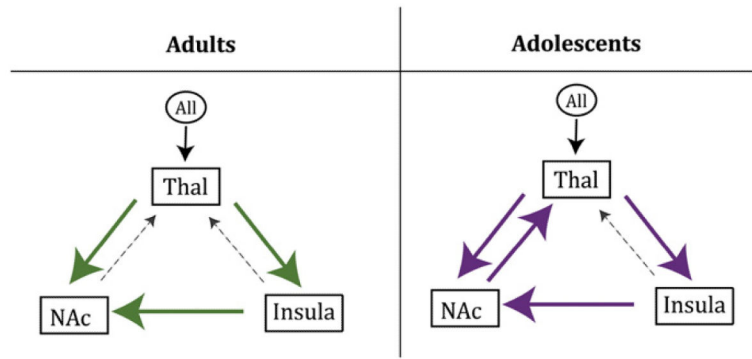 Adults
Adolescents
All
Thal
NAc
Insula
All
Thal
NAc
Insula